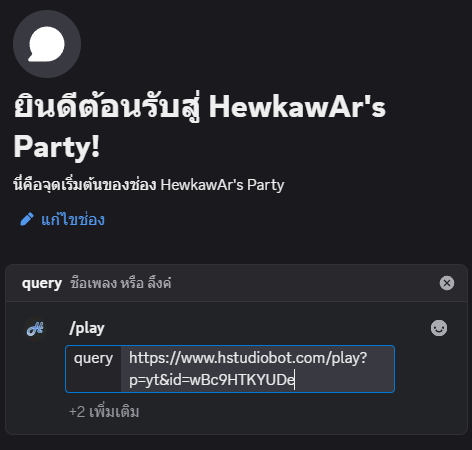 ยินดีต้อนรับสู่ HewkawAr's
Party!
นี่คือจุดเริ่มต้นของช่อง HewkawAr's Party
แก้ไขช่อง
query ชื่อเพลง หรือ ลิ้งค์
/play
query https://www.hstudiobot.com/play?
p=yt&id=wBc9HTKYUDe
+2 เพิ่มเติม